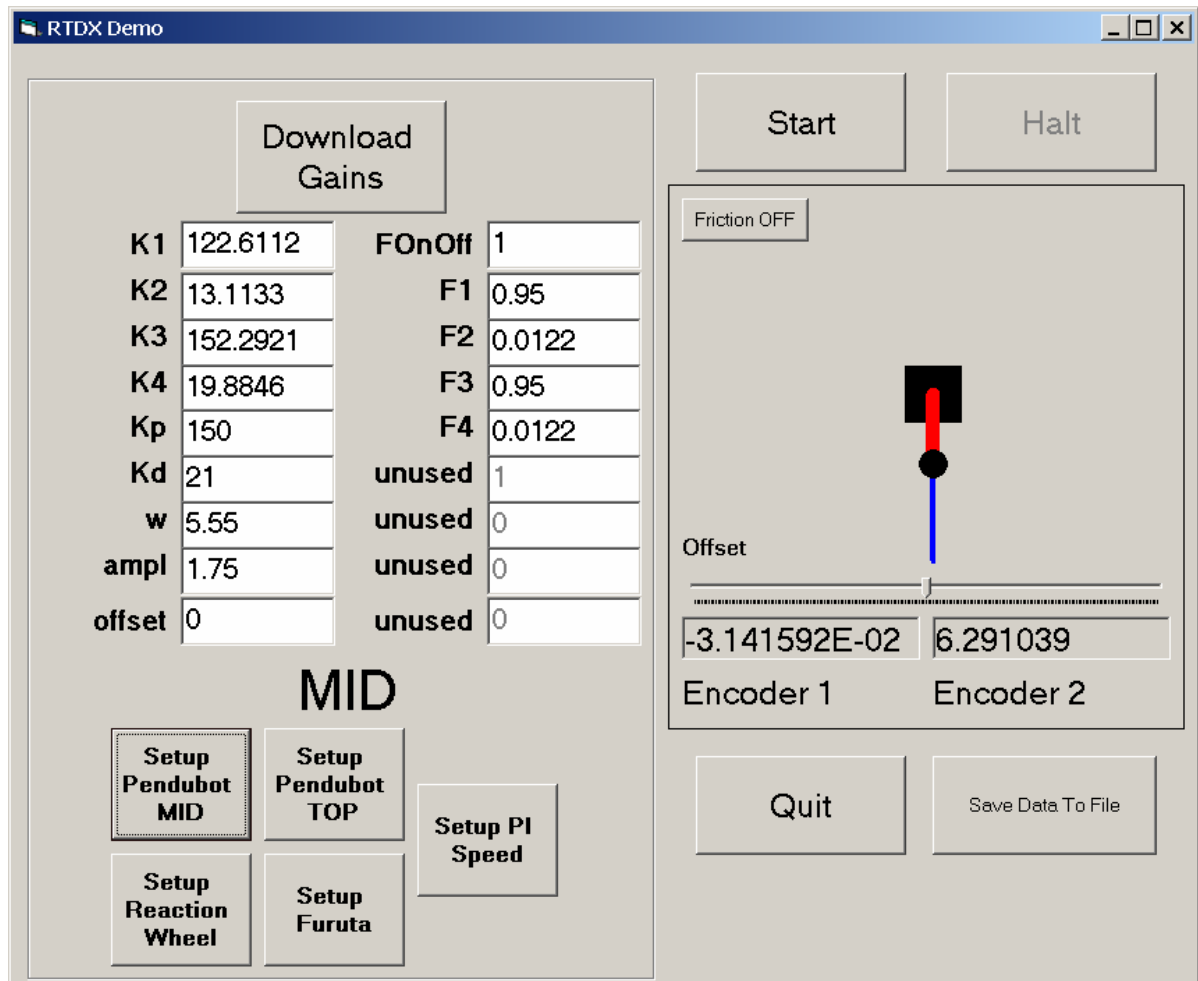 RTDX Demo
Download
Gains
K1 122.6112 FOnOff 1
K2 13.1133 F1 0.95
K3 152.2921 F2 0.0122
K4 19.8846 F3 0.95
Kp 150 F4 0.0122
Kd 21 unused 1
w 5.55 unused 0
ampl 1.75 unused 0
offset 0 unused 0
MID
Setup
Pendubot
MID
Setup
Pendubot
TOP
Setup PI
Speed
Setup
Reaction
Wheel
Setup
Furuta
Start
Halt
Friction OFF
Offset
-3.141592E-02 6.291039
Encoder 1 Encoder 2
Quit
Save Data To File